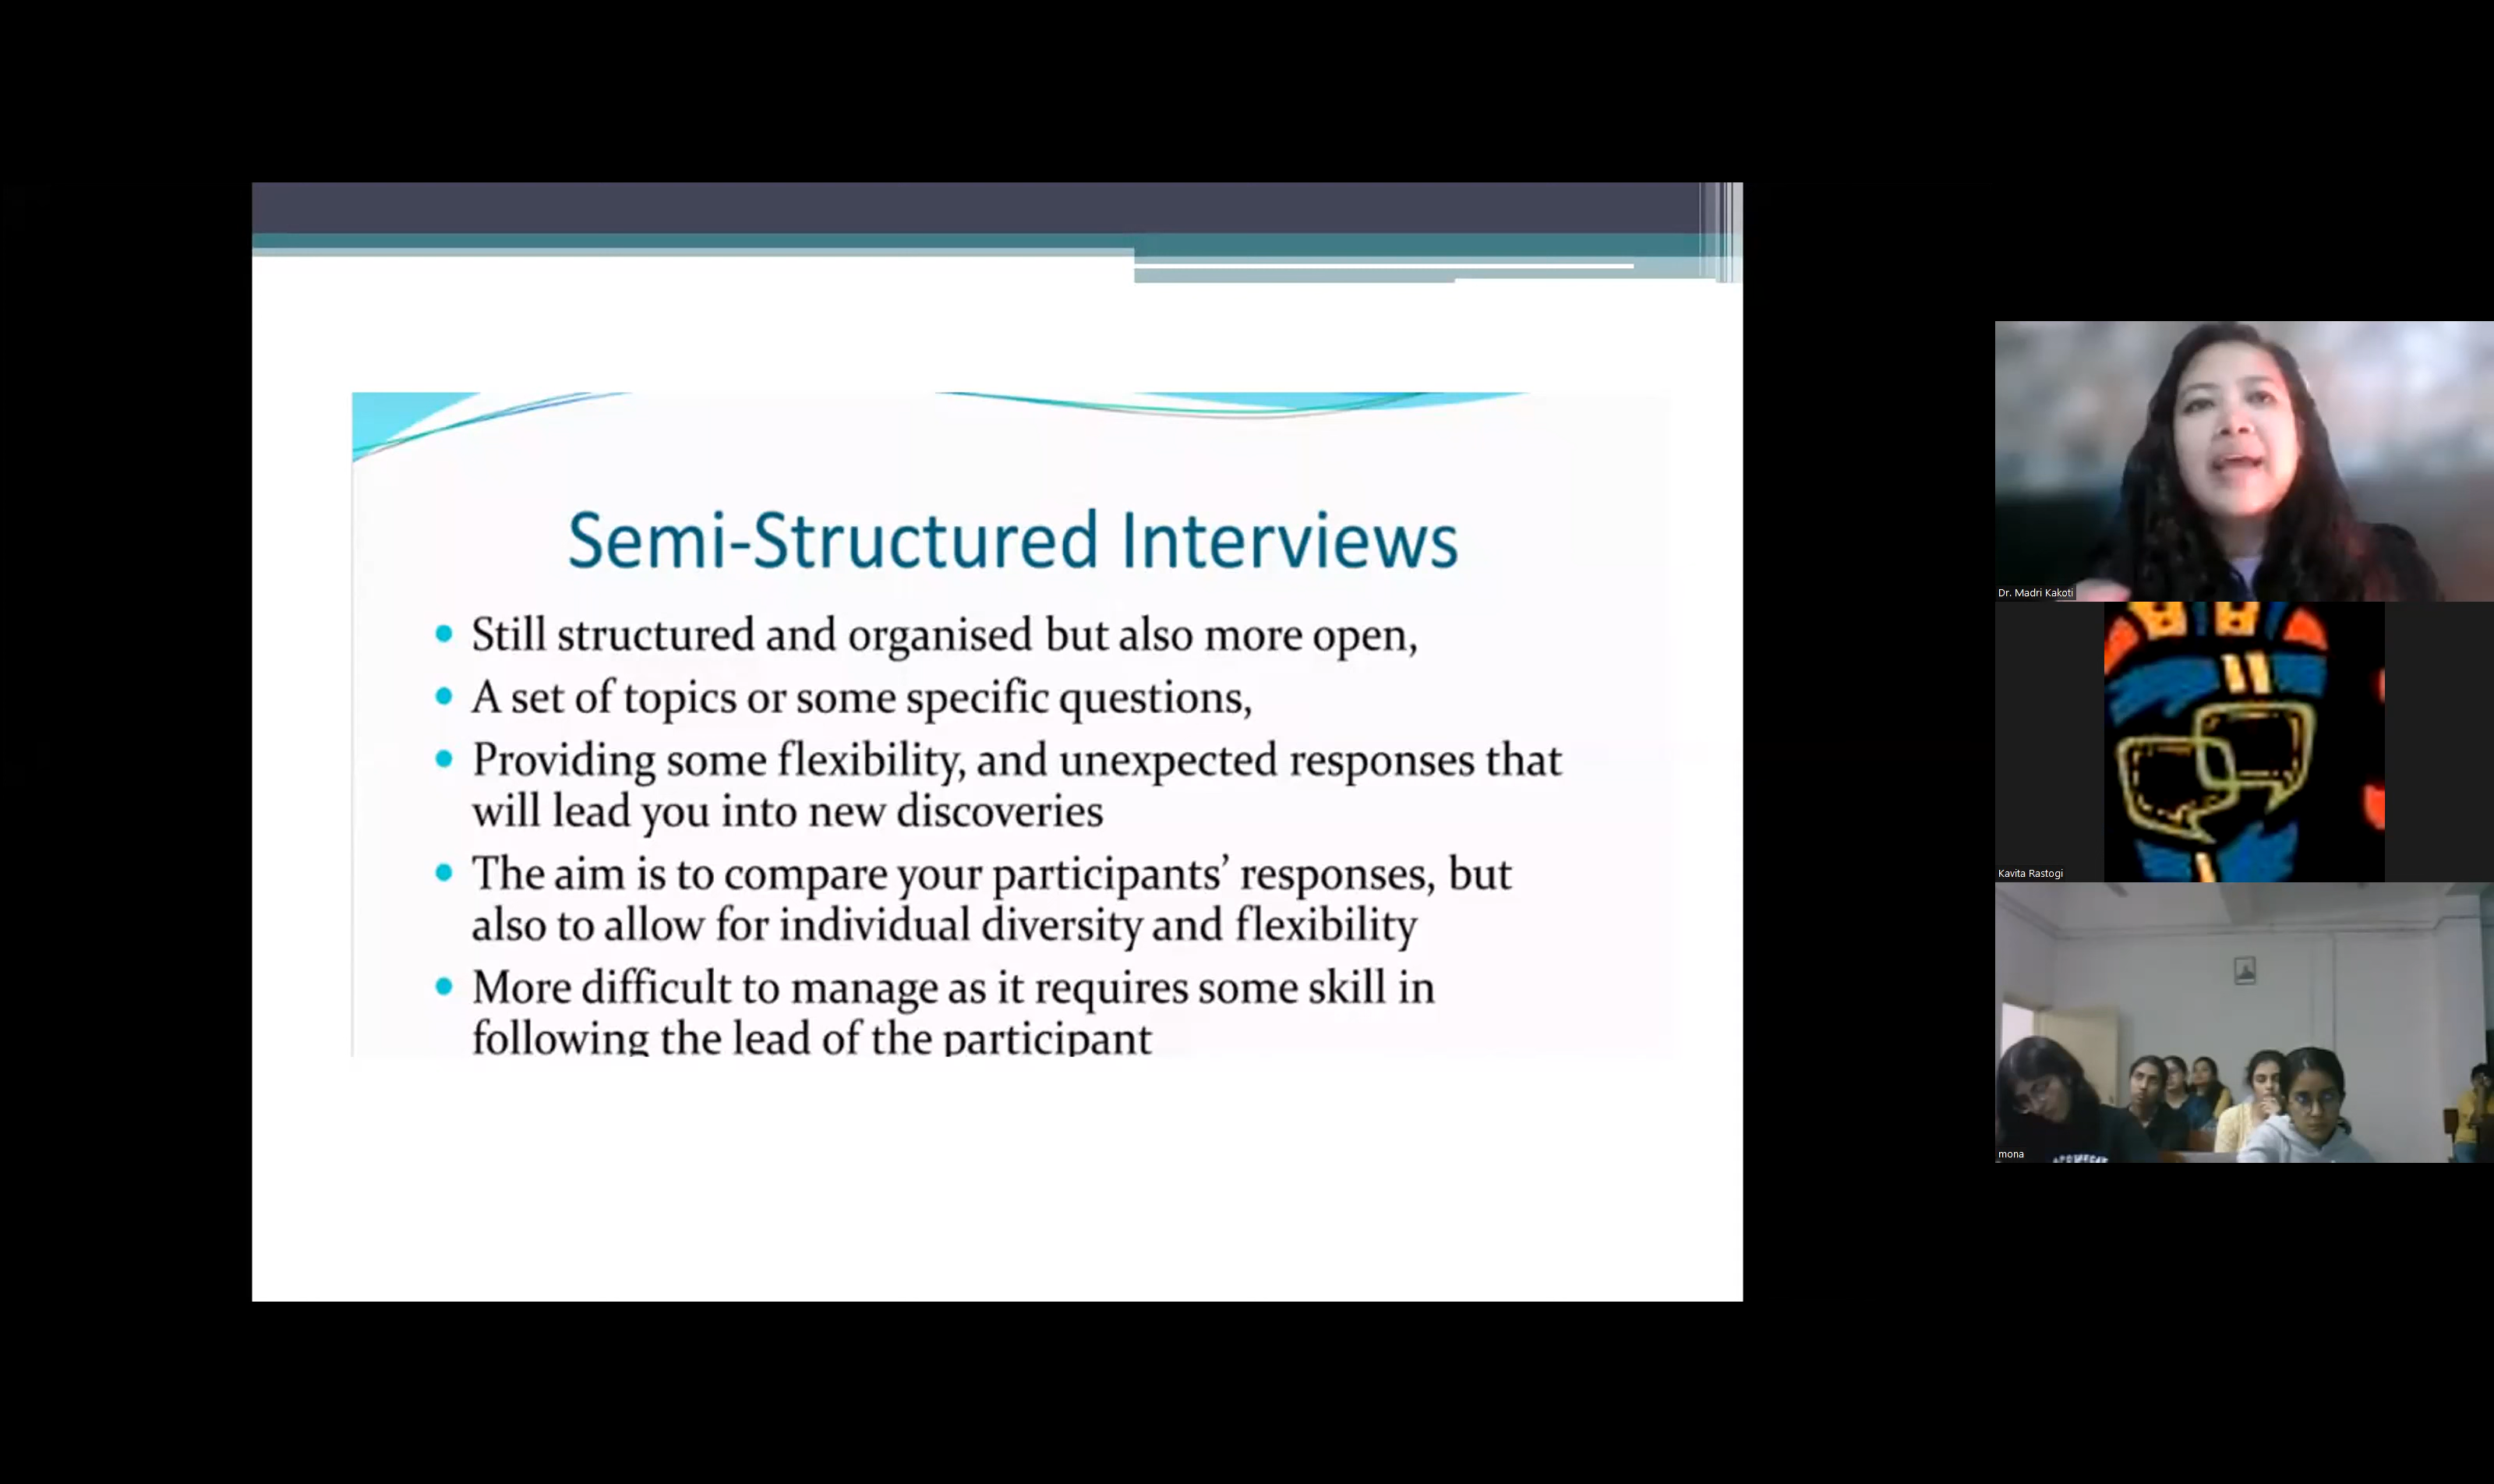 Semi-Structured Interviews
Still structured and organised but also more open,
A set of topics or some specific questions,
Providing some flexibility, and unexpected responses that
will lead you into new discoveries
The aim is to compare your participants' responses, but
also to allow for individual diversity and flexibility
More difficult to manage as it requires some skill in
following the lead of the participant
Dr. Madri Kakoti
Kavita Rastogi
mona